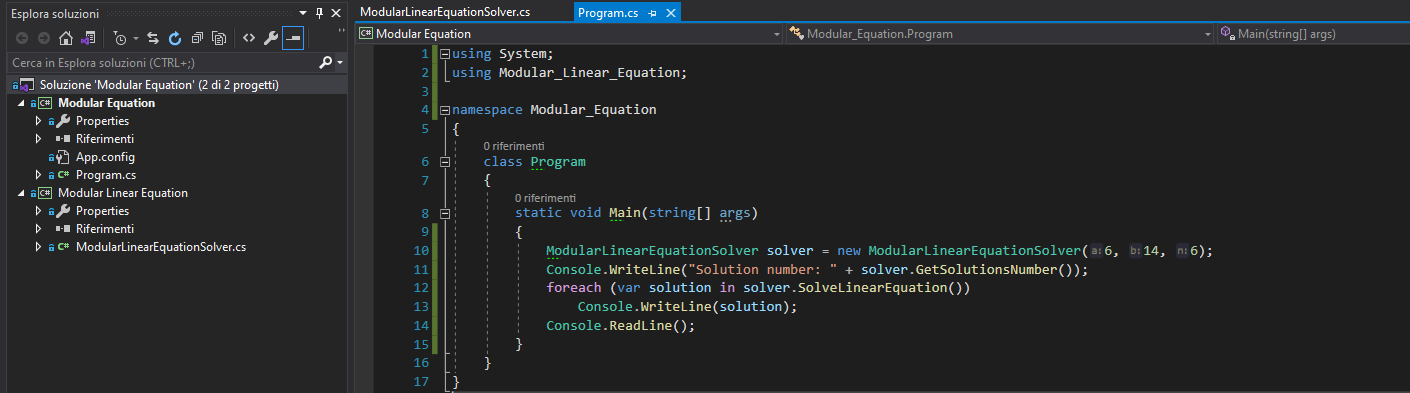 Esplora soluzioni
Cerca in Esplora soluzioni (CTRL+;)
Soluzione 'Modular Equation' (2 di 2 progetti)
Modular Equation
Properties
Riferimenti
App.config
Program.cs
Modular Linear Equation
Properties
Riferimenti
ModularLinearEquationSolver.cs
ModularLinearEquationSolver.cs
Program.cs
Modular Equation
Modular_Equation.Program
Main(string[] args)
1 using System;
2 using Modular_Linear_Equation;
3
4 namespace Modular_Equation
5 {
0 riferimenti
6 class Program
7 {
0 riferimenti
8 static void Main(string[] args)
9 {
10 ModularLinearEquationSolver solver = new ModularLinearEquationSolver(a:6, b:14, n:6);
11 Console.WriteLine("Solution number: " + solver.GetSolutionsNumber());
12 foreach (var solution in solver.SolveLinearEquation())
13 Console.WriteLine(solution);
14 Console.ReadLine();
15 }
16 }
17 }